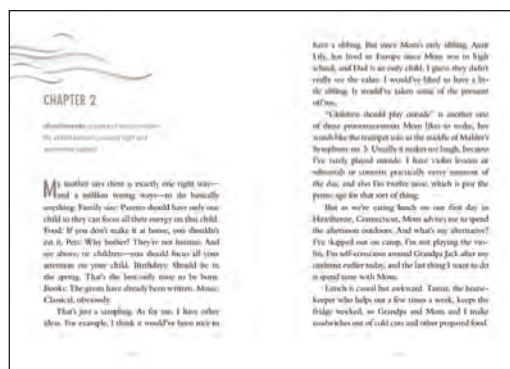 CHAPTER 2
My mother says there is exactly one right way—
and a million wrong ways—to do basically
anything: Family size: Parents should have only one
child so they can focus all their energy on this child.
Food: If you don't make it at home, you shouldn't
eat it. Pets: Why bother? They're not human. And
see above, re children—you should focus all your
attention on your child. Birthdays: Should be in
the spring. That's the best time to be born.
Books: The greats have already been written. Music:
Classical, obviously.
That's just a sampling. As for me, I have other
ideas. For example, I think it would've been nice to
have a sibling. But since Mom's only sibling, Aunt
Lily, has lived in Europe since Mom was in high
school, and Dad is an only child, I guess they didn't
really see the value. I would've liked to have a lit-
tle sibling. It would've taken some of the pressure
off me.
"Children should play outside" is another one
of those pronouncements Mom likes to make, her
words like the trumpet solo in the middle of Mahler's
Symphony no. 5. Usually it makes me laugh, because
I've rarely played outside. I have violin lessons or
rehearsals or concerts practically every moment of
the day, and also I'm twelve now, which is past the
prime age for that sort of thing.
But as we're eating lunch on our first day in
Hawthorne, Connecticut, Mom advises me to spend
the afternoon outdoors. And what's my alternative?
I've skipped out on camp, I'm not playing the vio-
lin, I'm self-conscious around Grandpa Jack after my
outburst earlier today, and the last thing I want to do
is spend time with Mom.
Lunch is casual but awkward. Tamar, the house-
keeper who helps out a few times a week, keeps the
fridge stocked, so Grandpa and Mom and I make
sandwiches out of cold cuts and other prepared food.